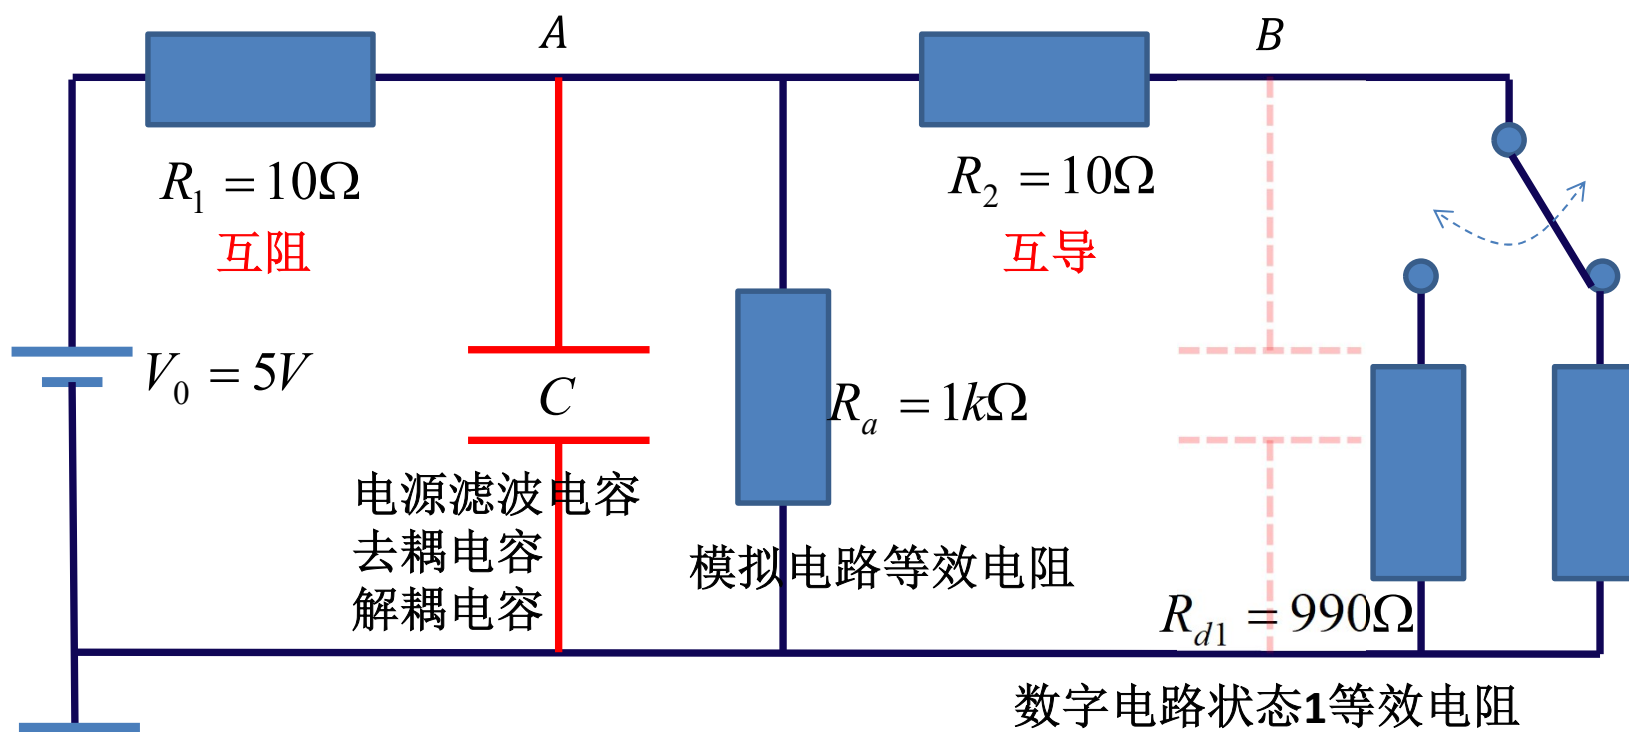 A
B
R₁ = 10Ω
互阻
R₂ = 10Ω
互导
V₀ = 5V
C
Rₐ = 1kΩ
电源滤波电容
去耦电容
解耦电容
模拟电路等效电阻
R_d1 = 990Ω
数字电路状态1等效电阻